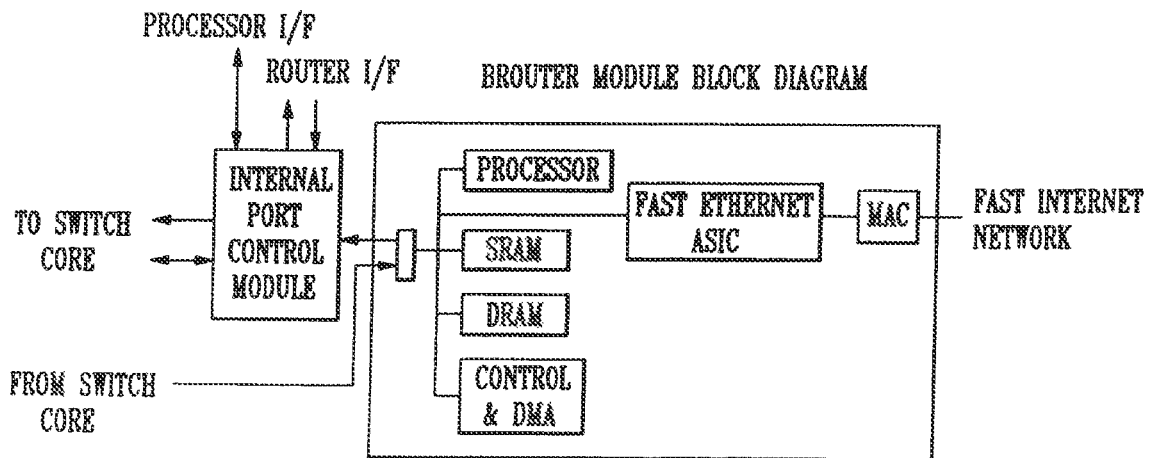 PROCESSOR I/F
ROUTER I/F
BROUTER MODULE BLOCK DIAGRAM
INTERNAL
PORT
CONTROL
MODULE
TO SWITCH
CORE
PROCESSOR
FAST ETHERNET
ASIC
MAC
FAST INTERNET
NETWORK
SRAM
DRAM
CONTROL
& DMA
FROM SWITCH
CORE